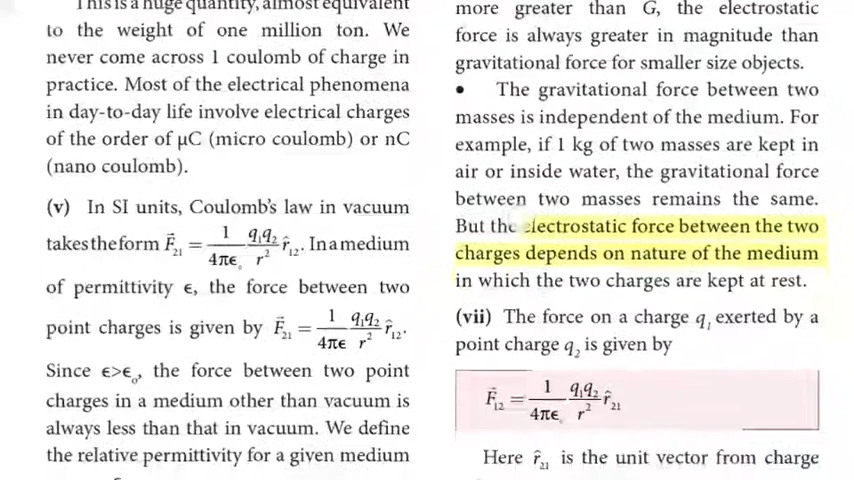 This is a huge quantity, almost equivalent
to the weight of one million ton. We
never come across 1 coulomb of charge in
practice. Most of the electrical phenomena
in day-to-day life involve electrical charges
of the order of μC (micro coulomb) or nC
(nano coulomb).
(v) In SI units, Coulomb's law in vacuum
takes the form F⃗₂₁ = 1/4πϵ₀ q₁q₂/r² r̂₁₂. In a medium
of permittivity ϵ, the force between two
point charges is given by F⃗₂₁ = 1/4πϵ q₁q₂/r² r̂₁₂.
Since ϵ>ϵ₀, the force between two point
charges in a medium other than vacuum is
always less than that in vacuum. We define
the relative permittivity for a given medium
more greater than G, the electrostatic
force is always greater in magnitude than
gravitational force for smaller size objects.
• The gravitational force between two
masses is independent of the medium. For
example, if 1 kg of two masses are kept in
air or inside water, the gravitational force
between two masses remains the same.
But the electrostatic force between the two
charges depends on nature of the medium
in which the two charges are kept at rest.
(vii) The force on a charge q₁ exerted by a
point charge q₂ is given by
F⃗₁₂ = 1/4πϵ₀ q₁q₂/r² r̂₂₁
Here r̂₂₁ is the unit vector from charge